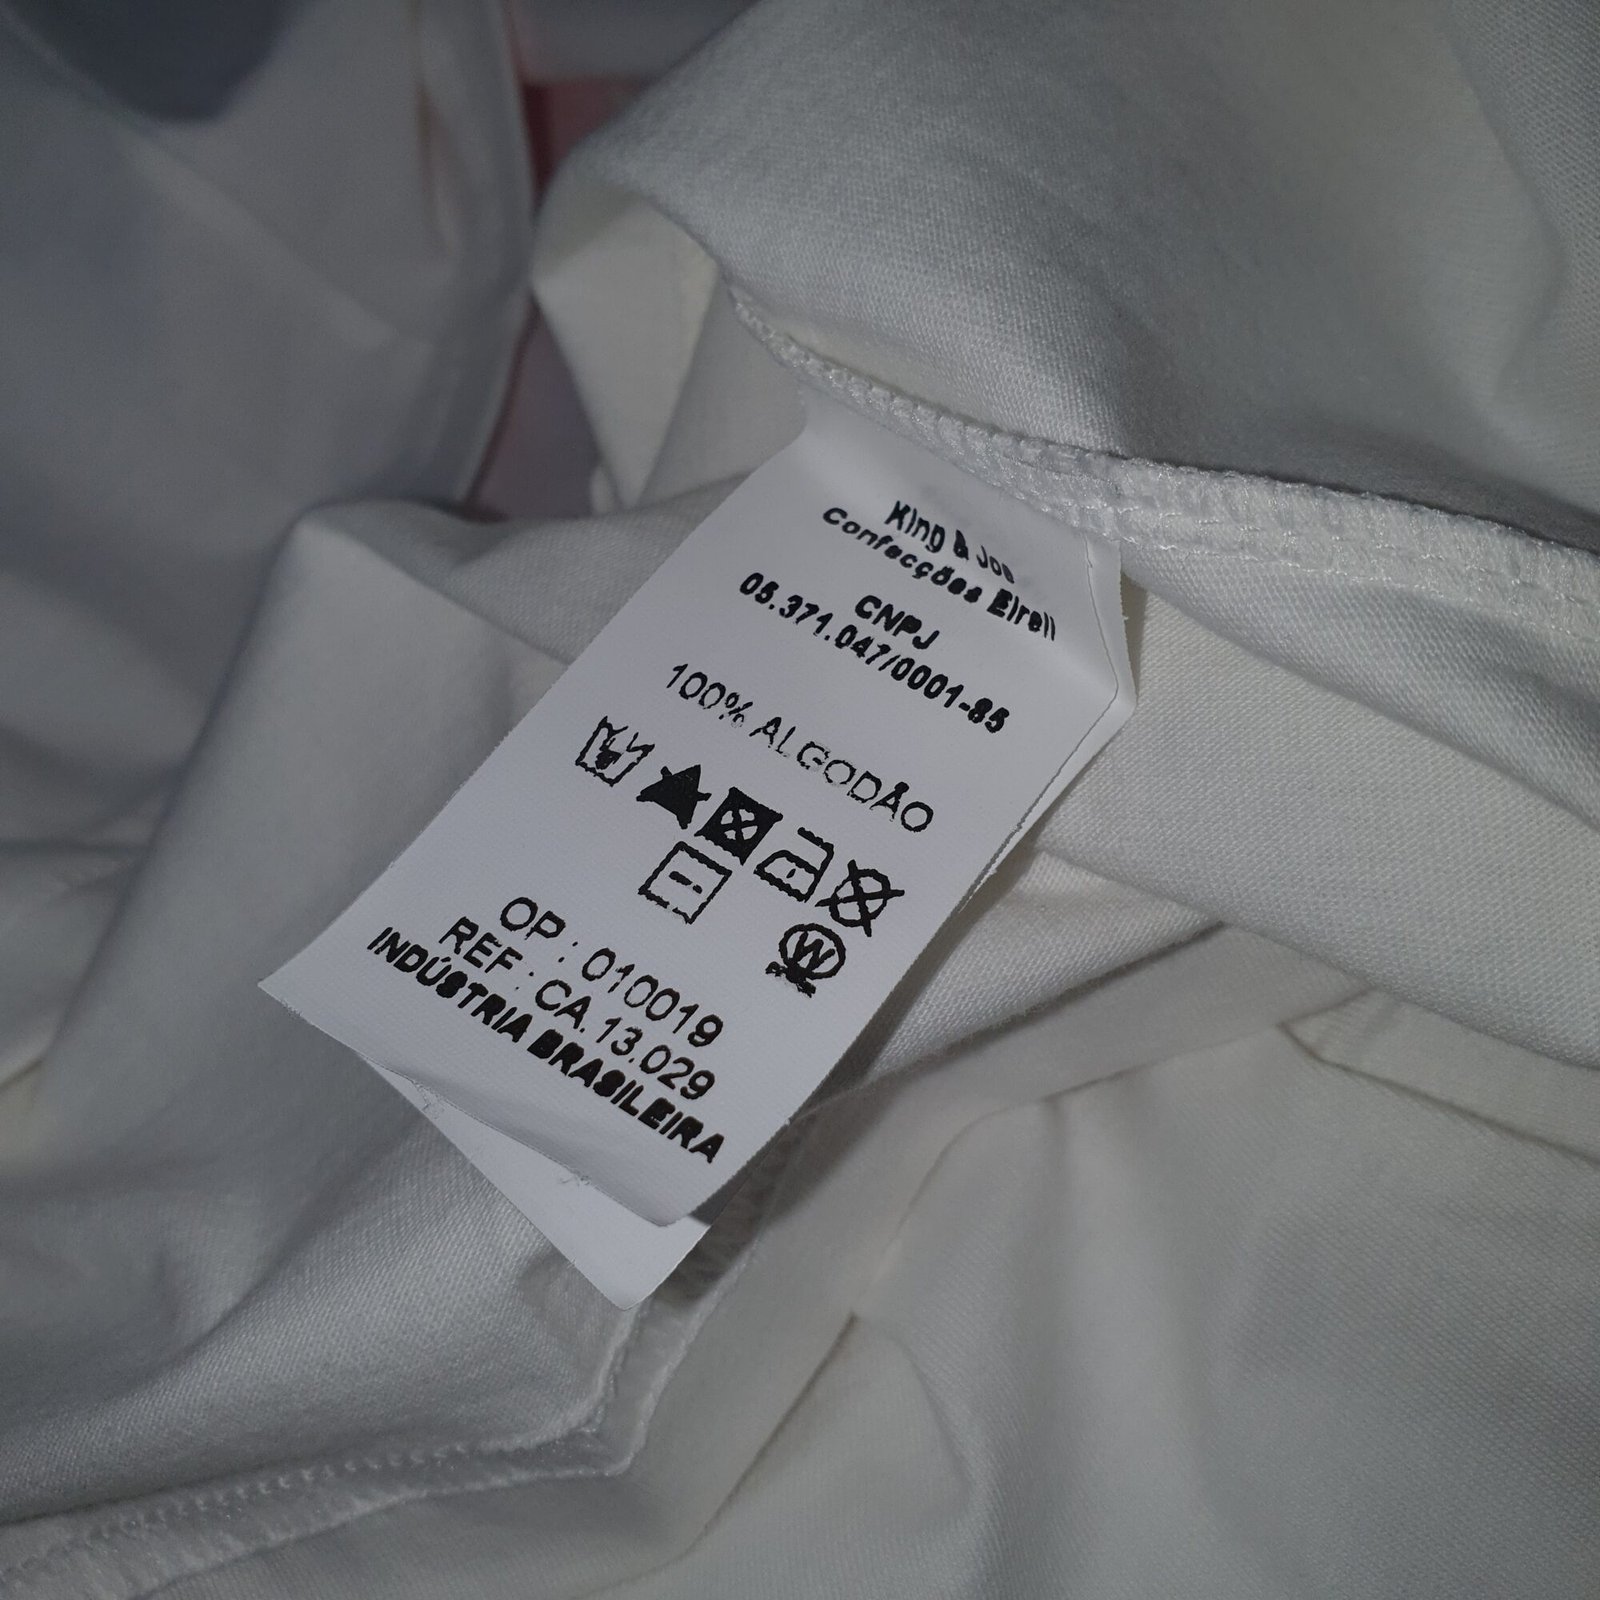 King & Joe
Confecções Eireli
CNPJ
05.371.047/0001-85
100% ALGODÃO
W
OP : 010019
REF : CA.13.029
INDÚSTRIA BRASILEIRA